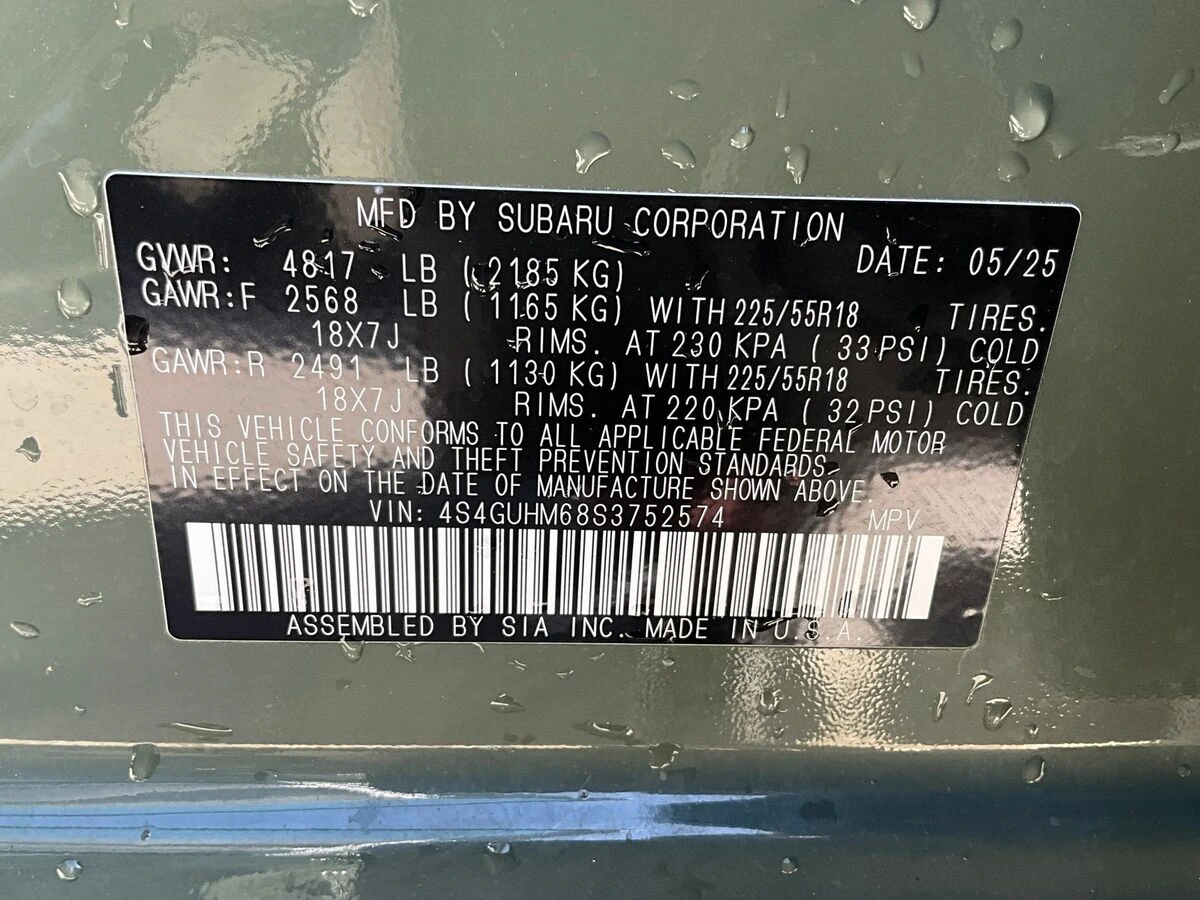 MFD BY SUBARU CORPORATION
GVWR: 4817 LB ( 2185 KG) DATE: 05/25
GAWR:F 2568 LB ( 1165 KG) WITH 225/55R18 TIRES.
18X7J RIMS. AT 230 KPA ( 33 PSI) COLD
GAWR:R 2491 LB ( 1130 KG) WITH 225/55R18 TIRES.
18X7J RIMS. AT 220 KPA ( 32 PSI) COLD
THIS VEHICLE CONFORMS TO ALL APPLICABLE FEDERAL MOTOR
VEHICLE SAFETY AND THEFT PREVENTION STANDARDS
IN EFFECT ON THE DATE OF MANUFACTURE SHOWN ABOVE.
VIN: 4S4GUHM68S3752574 MPV
ASSEMBLED BY SIA INC. MADE IN U.S.A.